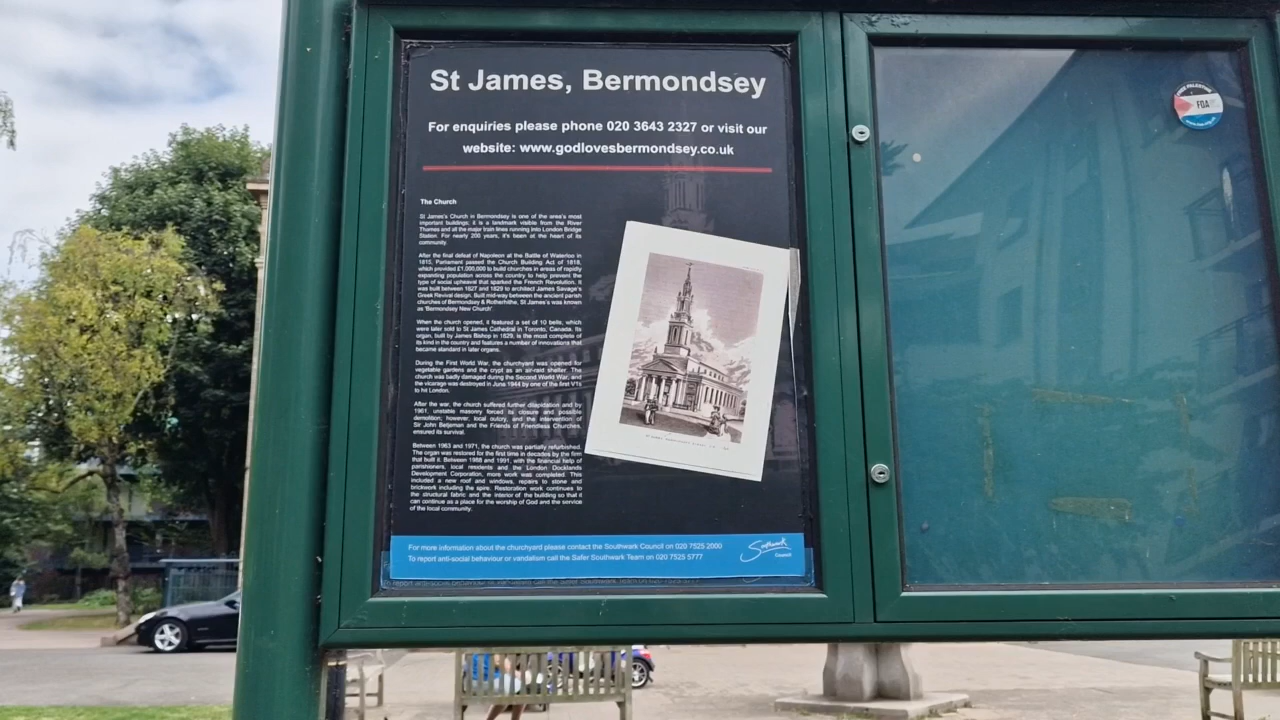 St James, Bermondsey
For enquiries please phone 020 3643 2327 or visit our
website: www.godlovesbermondsey.co.uk
The Church
St James's Church in Bermondsey is one of the area's most
important buildings; it is a landmark visible from the River
Thames and all the major train lines running into London Bridge
Station. For nearly 200 years, it's been at the heart of its
community.
After the final defeat of Napoleon at the Battle of Waterloo in
1815, Parliament passed the Church Building Act of 1818,
which provided £1,000,000 to build churches in areas of rapidly
expanding population across the country to help prevent the
type of social upheaval that sparked the French Revolution. It
was built between 1827 and 1829 to architect James Savage's
Greek Revival design. Built mid-way between the ancient parish
churches of Bermondsey & Rotherhithe, St James's was known
as 'Bermondsey New Church'.
When the church opened, it featured a set of 10 bells, which
were later sold to St James Cathedral in Toronto, Canada. Its
organ, built by James Bishop in 1829, is the most complete of
its kind in the country and features a number of innovations that
became standard in later organs.
During the First World War, the churchyard was opened for
vegetable gardens and the crypt as an air-raid shelter. The
church was badly damaged during the Second World War, and
the vicarage was destroyed in June 1944 by one of the first V1s
to hit London.
After the war, the church suffered further dilapidation and by
1961, unstable masonry forced its closure and possible
demolition; however, local outcry, and the intervention of
Sir John Betjeman and the Friends of Friendless Churches,
ensured its survival.
Between 1963 and 1971, the church was partially refurbished.
The organ was restored for the first time in decades by the firm
that built it. Between 1988 and 1991, with the financial help of
parishioners, local residents and the London Docklands
Development Corporation, more work was completed. This
included a new roof and windows, repairs to stone and
brickwork including the spire. Restoration work continues to
the structural fabric and the interior of the building so that it
can continue as a place for the worship of God and the service
of the local community.
For more information about the churchyard please contact the Southwark Council on 020 7525 2000
To report anti-social behaviour or vandalism call the Safer Southwark Team on 020 7525 5777
Southwark
Council
FREE PALESTINE
FOA